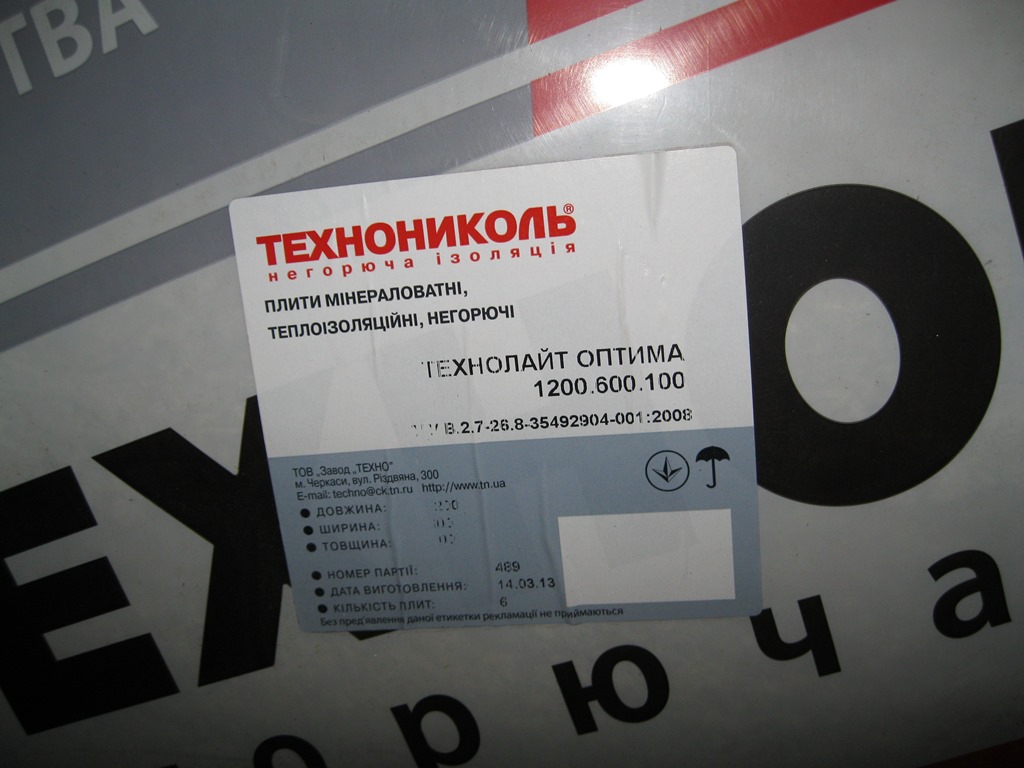 ТВА
ТЕХНОНИКОЛЬ®
негорюча ізоляція
ПЛИТИ МІНЕРАЛОВАТНІ,
ТЕПЛОІЗОЛЯЦІЙНІ, НЕГОРЮЧІ
ТЕХНОЛАЙТ ОПТИМА
1200.600.100
В.2.7-26.8-35492904-001:2008
ТОВ „Завод „ТЕХНО"
м. Черкаси, вул. Різдвяна, 300
E-mail: techno@ck.tn.ru http://www.tn.ua
ДОВЖИНА:
ШИРИНА:
ТОВЩИНА:
НОМЕР ПАРТІЇ: 489
ДАТА ВИГОТОВЛЕННЯ: 14.03.13
КІЛЬКІСТЬ ПЛИТ: 6
Без пред'явлення даної етикетки рекламації не приймаються
ЕХ О
орюча